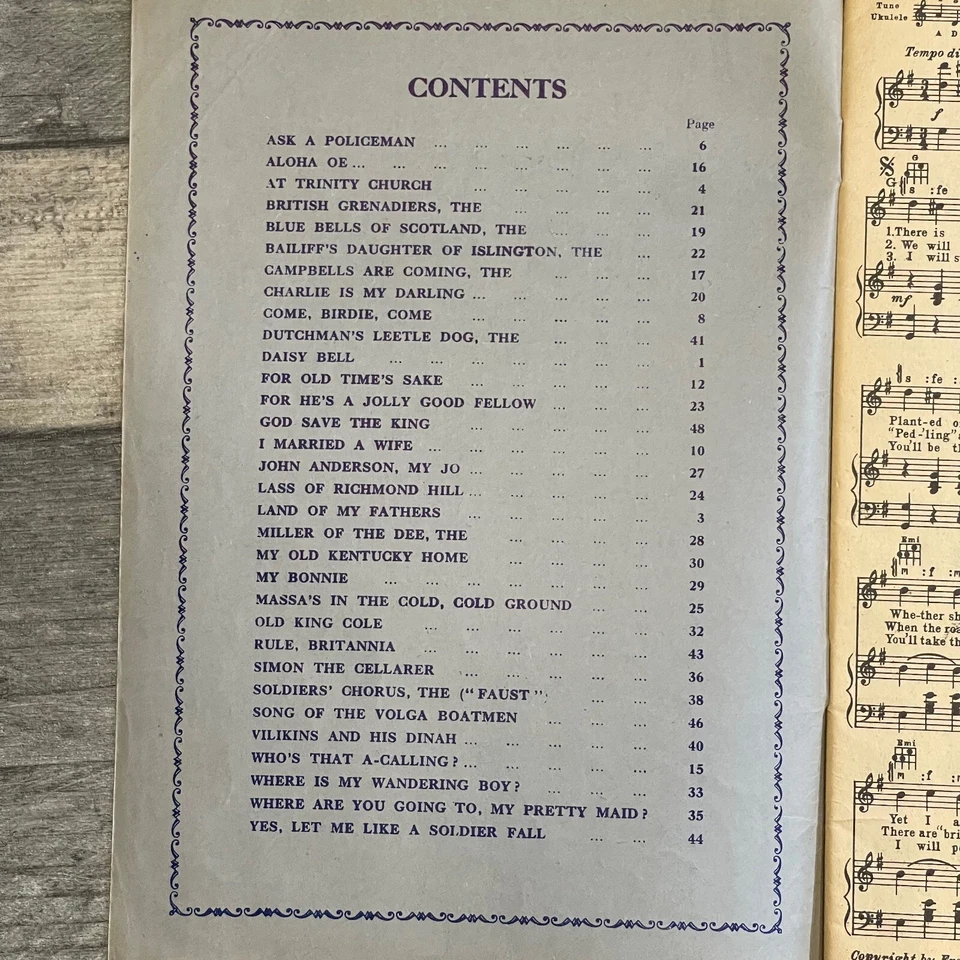 CONTENTS
Page
ASK A POLICEMAN ... ... ... ... ... ... 6
ALOHA OE ... ... ... ... ... ... ... 16
AT TRINITY CHURCH ... ... ... ... ... 4
BRITISH GRENADIERS, THE ... ... ... ... 21
BLUE BELLS OF SCOTLAND, THE ... ... ... 19
BAILIFF'S DAUGHTER OF ISLINGTON, THE ... 22
CAMPBELLS ARE COMING, THE ... ... ... 17
CHARLIE IS MY DARLING ... ... ... ... ... 20
COME, BIRDIE, COME ... ... ... ... ... 8
DUTCHMAN'S LEETLE DOG, THE ... ... ... 41
DAISY BELL ... ... ... ... ... ... ... 1
FOR OLD TIME'S SAKE ... ... ... ... ... 12
FOR HE'S A JOLLY GOOD FELLOW ... ... ... 23
GOD SAVE THE KING ... ... ... ... ... 48
I MARRIED A WIFE ... ... ... ... ... ... 10
JOHN ANDERSON, MY JO ... ... ... ... ... 27
LASS OF RICHMOND HILL ... ... ... ... ... 24
LAND OF MY FATHERS ... ... ... ... ... 3
MILLER OF THE DEE, THE ... ... ... ... 28
MY OLD KENTUCKY HOME ... ... ... ... 30
MY BONNIE ... ... ... ... ... ... ... 29
MASSA'S IN THE COLD, COLD GROUND ... ... 25
OLD KING COLE ... ... ... ... ... ... 32
RULE, BRITANNIA ... ... ... ... ... ... 43
SIMON THE CELLARER ... ... ... ... ... 36
SOLDIERS' CHORUS, THE ("FAUST") ... ... ... 38
SONG OF THE VOLGA BOATMEN ... ... ... 46
VILIKINS AND HIS DINAH ... ... ... ... ... 40
WHO'S THAT A-CALLING? ... ... ... ... ... 15
WHERE IS MY WANDERING BOY? ... ... ... 33
WHERE ARE YOU GOING TO, MY PRETTY MAID? 35
YES, LET ME LIKE A SOLDIER FALL ... ... 44
Tune
Ukulele
A D
Tempo di
f
G
G s :fe
1.There is
2. We will
3. I will
mf
s :fe
Plant-ed
"Ped-'ling"
You'll be
Emi
m :f :m
Whe-ther
When the
You'll take
Emi
m :f
Yet I
There are
I will
Copyright by